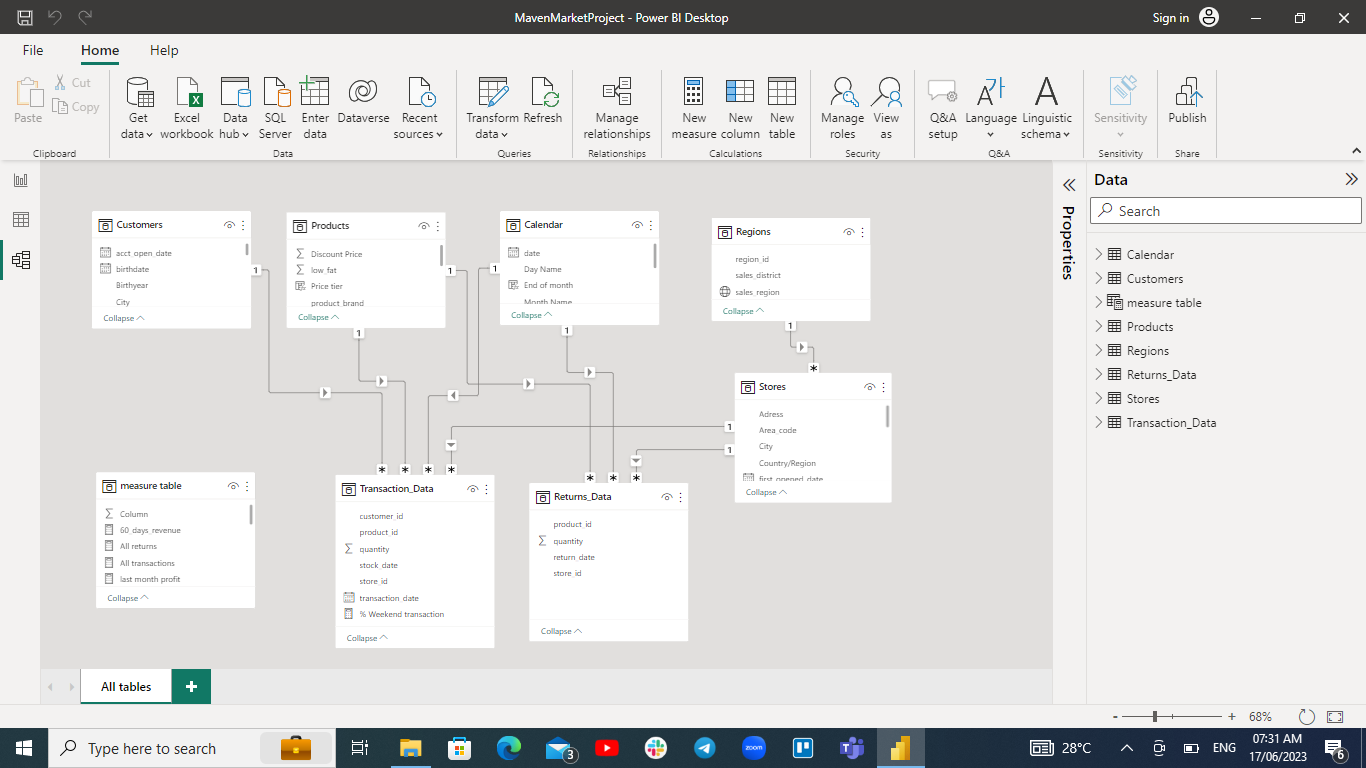 MavenMarketProject - Power BI Desktop
Sign in
File Home Help
Paste
Cut
Copy
Get data
Excel workbook
Data hub
SQL Server
Enter data
Dataverse
Recent sources
Transform data
Refresh
Manage relationships
New measure
New column
New table
Manage roles
View as
Q&A setup
Language
Linguistic schema
Sensitivity
Publish
Clipboard
Data
Queries
Relationships
Calculations
Security
Q&A
Sensitivity
Share
Customers
acct_open_date
birthdate
Birthyear
City
Collapse
Products
Discount Price
low_fat
Price tier
product_brand
Collapse
Calendar
date
Day Name
End of month
Month Name
Collapse
Regions
region_id
sales_district
sales_region
Collapse
1
1
1
1
1
1
*
Stores
Adress
Area_code
City
Country/Region
first_opened_date
Collapse
1
1
* * * *
* * *
measure table
Column
60_days_revenue
All returns
All transactions
last month profit
Collapse
Transaction_Data
customer_id
product_id
quantity
stock_date
store_id
transaction_date
% Weekend transaction
Collapse
Returns_Data
product_id
quantity
return_date
store_id
Collapse
Properties
Data
Search
Calendar
Customers
measure table
Products
Regions
Returns_Data
Stores
Transaction_Data
All tables
+
- + 68%
Type here to search
3
zoom
28°C
ENG
07:31 AM
17/06/2023
6